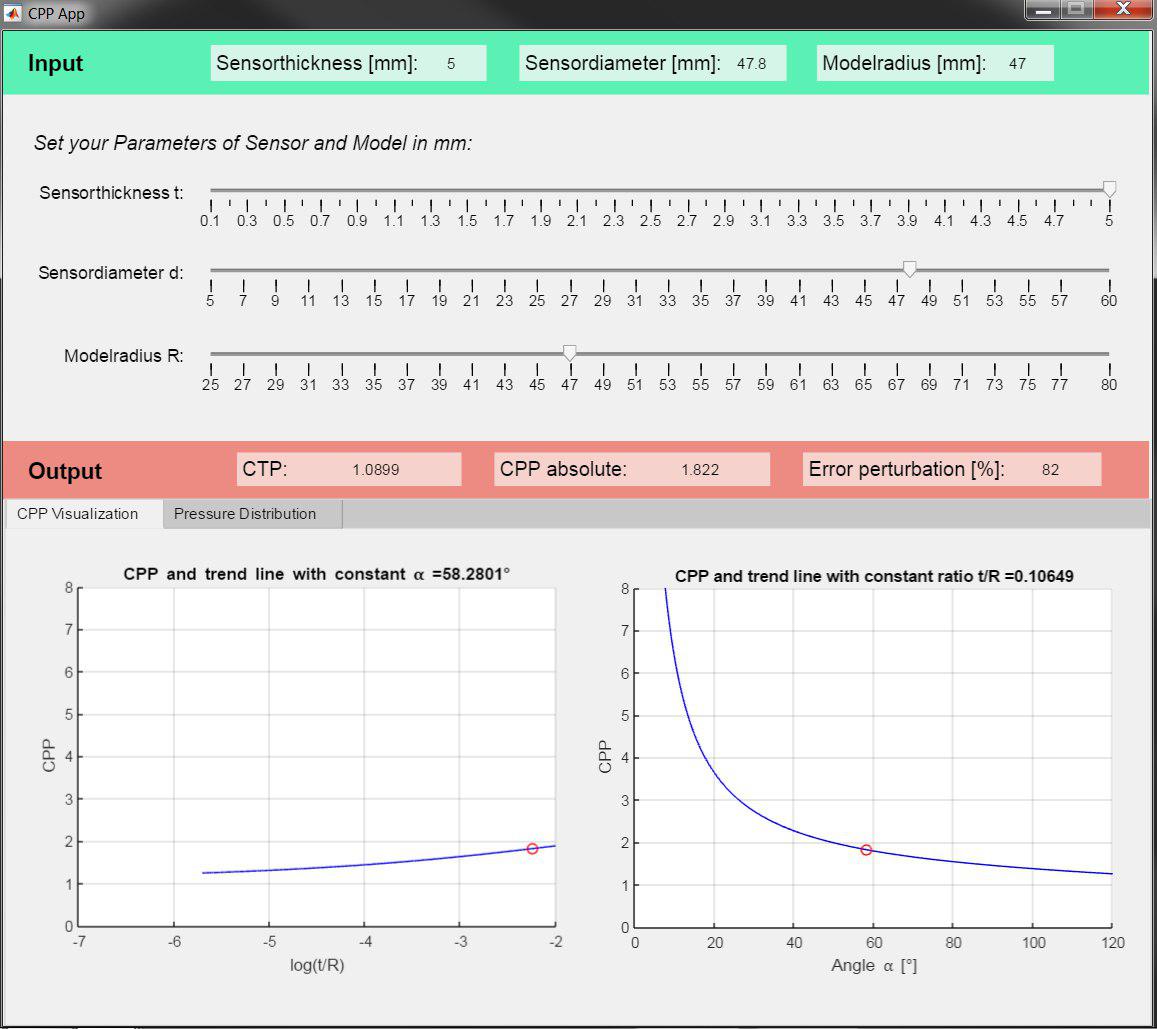 CPP App
Input Sensorthickness [mm]: 5 Sensordiameter [mm]: 47.8 Modelradius [mm]: 47
Set your Parameters of Sensor and Model in mm:
Sensorthickness t:
0.1 0.3 0.5 0.7 0.9 1.1 1.3 1.5 1.7 1.9 2.1 2.3 2.5 2.7 2.9 3.1 3.3 3.5 3.7 3.9 4.1 4.3 4.5 4.7 5
Sensordiameter d:
5 7 9 11 13 15 17 19 21 23 25 27 29 31 33 35 37 39 41 43 45 47 49 51 53 55 57 60
Modelradius R:
25 27 29 31 33 35 37 39 41 43 45 47 49 51 53 55 57 59 61 63 65 67 69 71 73 75 77 80
Output CTP: 1.0899 CPP absolute: 1.822 Error perturbation [%]: 82
CPP Visualization Pressure Distribution
CPP and trend line with constant α =58.2801°
8
7
6
5
4
3
2
1
0
CPP
-7 -6 -5 -4 -3 -2
log(t/R)
CPP and trend line with constant ratio t/R =0.10649
8
7
6
5
4
3
2
1
0
CPP
0 20 40 60 80 100 120
Angle α [°]